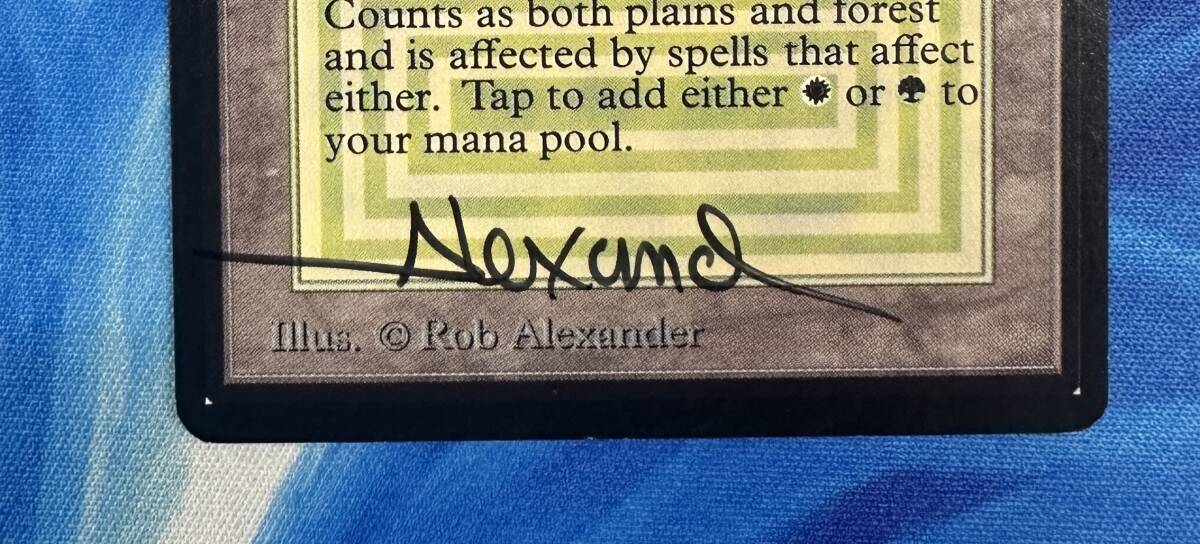 Counts as both plains and forest
and is affected by spells that affect
either. Tap to add either or to
your mana pool.
Alexand
Illus. © Rob Alexander